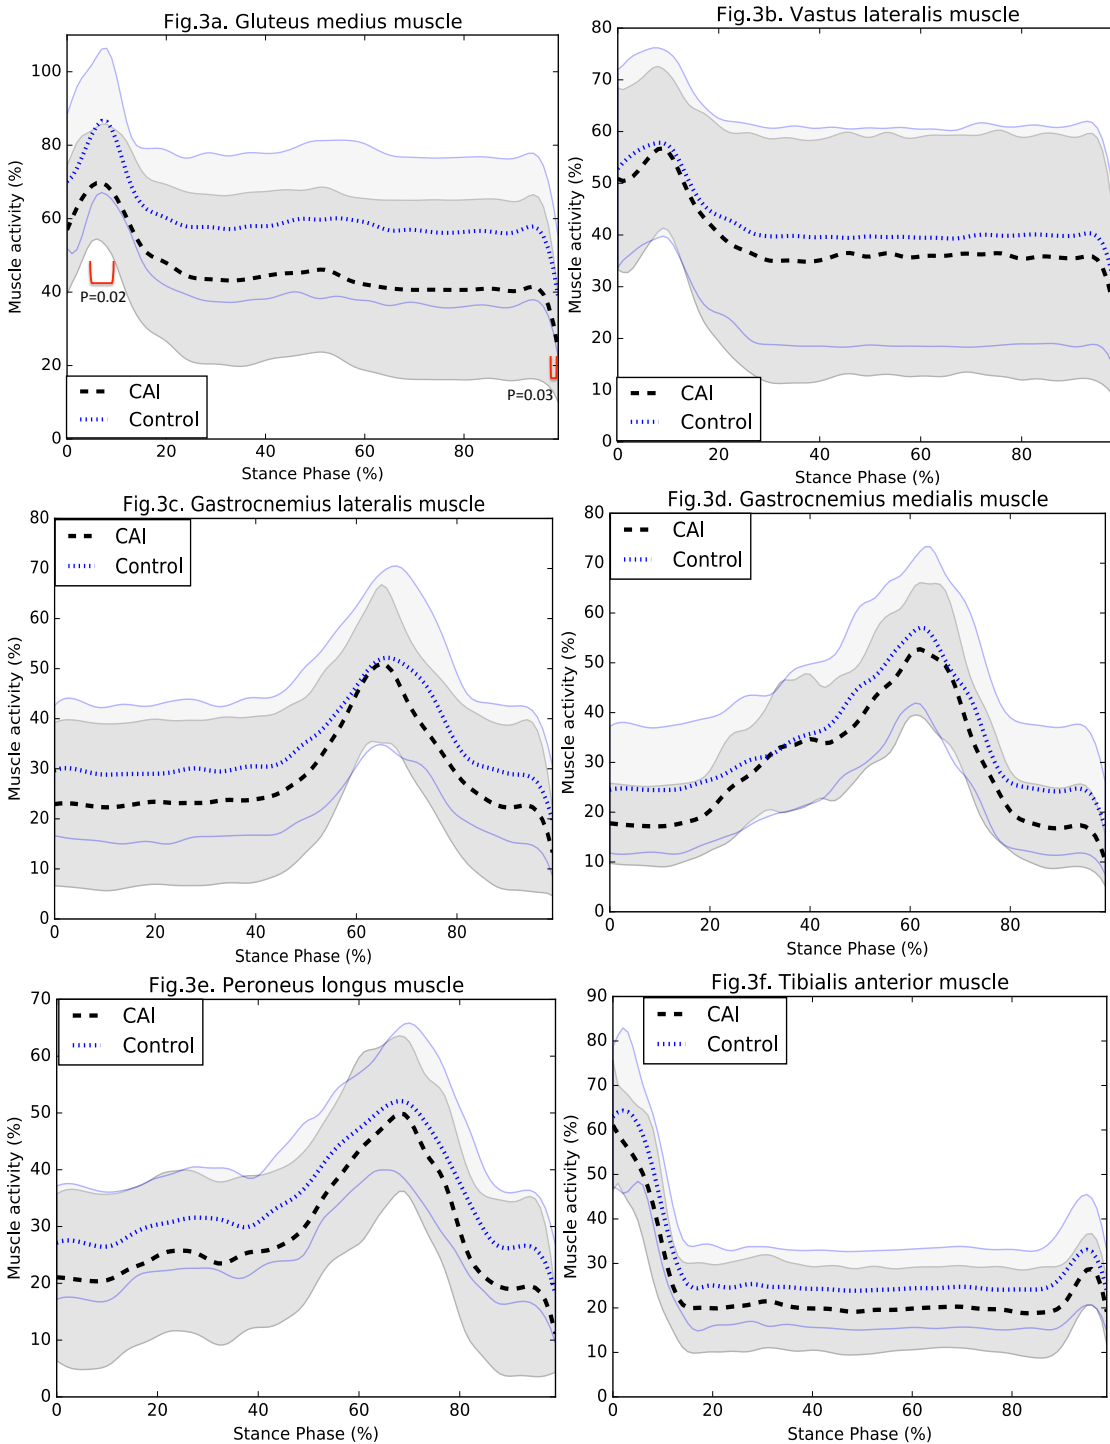 Fig.3a. Gluteus medius muscle
Muscle activity (%)
100
80
60
40
20
0
P=0.02
P=0.03
CAI
Control
0 20 40 60 80
Stance Phase (%)
Fig.3b. Vastus lateralis muscle
Muscle activity (%)
80
70
60
50
40
30
20
10
0
CAI
Control
0 20 40 60 80
Stance Phase (%)
Fig.3c. Gastrocnemius lateralis muscle
Muscle activity (%)
80
70
60
50
40
30
20
10
0
CAI
Control
0 20 40 60 80
Stance Phase (%)
Fig.3d. Gastrocnemius medialis muscle
Muscle activity (%)
80
70
60
50
40
30
20
10
0
CAI
Control
0 20 40 60 80
Stance Phase (%)
Fig.3e. Peroneus longus muscle
Muscle activity (%)
70
60
50
40
30
20
10
0
CAI
Control
0 20 40 60 80
Stance Phase (%)
Fig.3f. Tibialis anterior muscle
Muscle activity (%)
90
80
70
60
50
40
30
20
10
0
CAI
Control
0 20 40 60 80
Stance Phase (%)